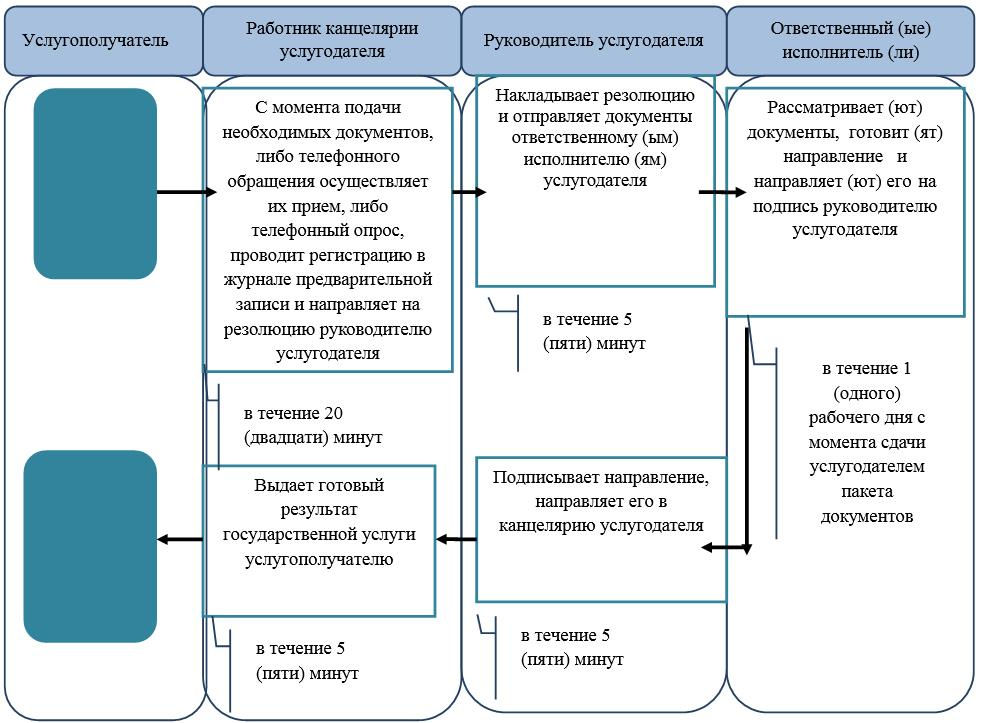 Услугополучатель
Работник канцелярии
услугодателя
Руководитель услугодателя
Ответственный (ые)
исполнитель (ли)
С момента подачи
необходимых документов,
либо телефонного
обращения осуществляет
их прием, либо
телефонный опрос,
проводит регистрацию в
журнале предварительной
записи и направляет на
резолюцию руководителю
услугодателя
Накладывает резолюцию
и отправляет документы
ответственному (ым)
исполнителю (ям)
услугодателя
Рассматривает (ют)
документы, готовит (ят)
направление и
направляет (ют) его на
подпись руководителю
услугодателя
в течение 20
(двадцати) минут
в течение 5
(пяти) минут
в течение 1
(одного)
рабочего дня с
момента сдачи
услугодателем
пакета
документов
Выдает готовый
результат
государственной услуги
услугополучателю
Подписывает направление,
направляет его в
канцелярию услугодателя
в течение 5
(пяти) минут
в течение 5
(пяти) минут